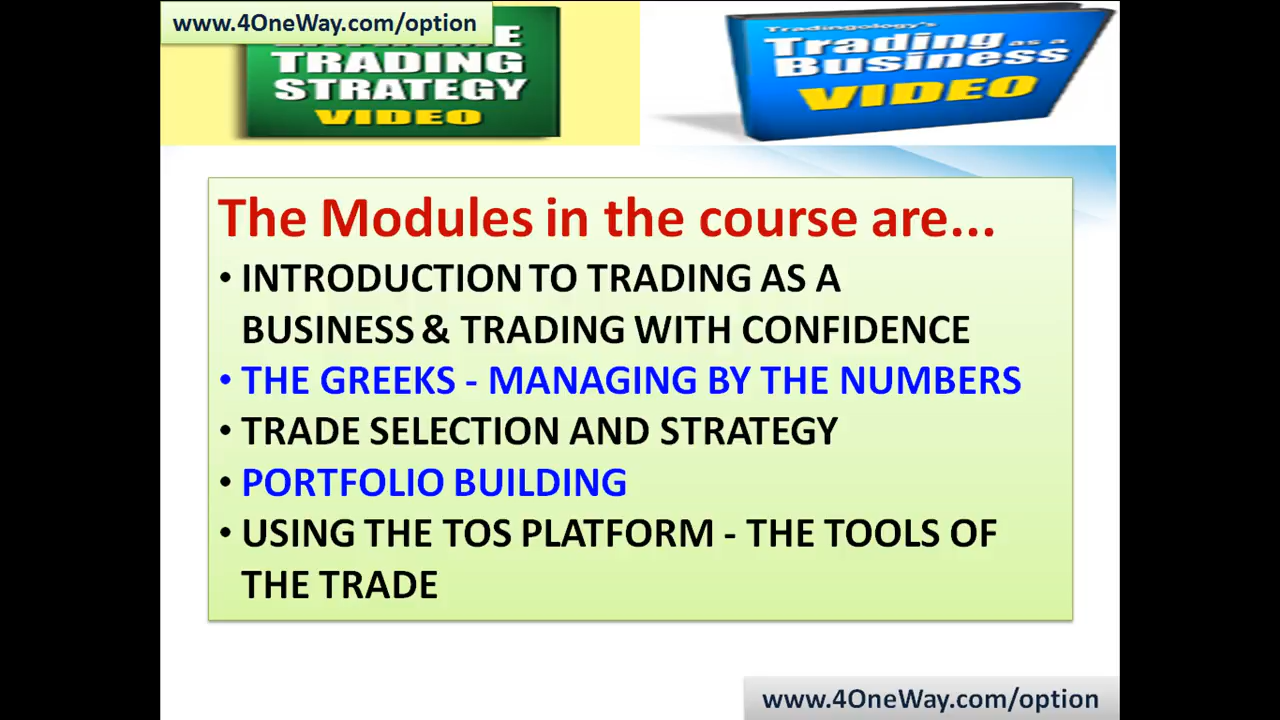 www.4OneWay.com/option
TRADING
STRATEGY
VIDEO
Tradingology's
Trading as a
Business
VIDEO
The Modules in the course are...
• INTRODUCTION TO TRADING AS A
BUSINESS & TRADING WITH CONFIDENCE
• THE GREEKS - MANAGING BY THE NUMBERS
• TRADE SELECTION AND STRATEGY
• PORTFOLIO BUILDING
• USING THE TOS PLATFORM - THE TOOLS OF
THE TRADE
www.4OneWay.com/option